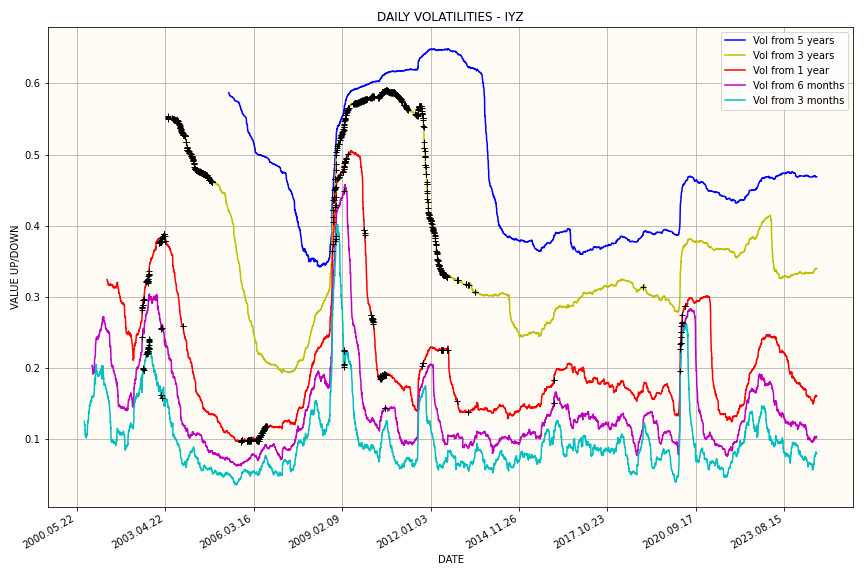 DAILY VOLATILITIES - IYZ
Vol from 5 years
Vol from 3 years
Vol from 1 year
Vol from 6 months
Vol from 3 months
VALUE UP/DOWN
0.6
0.5
0.4
0.3
0.2
0.1
2000.05.22
2003.04.22
2006.03.16
2009.02.09
2012.01.03
2014.11.26
2017.10.23
2020.09.17
2023.08.15
DATE